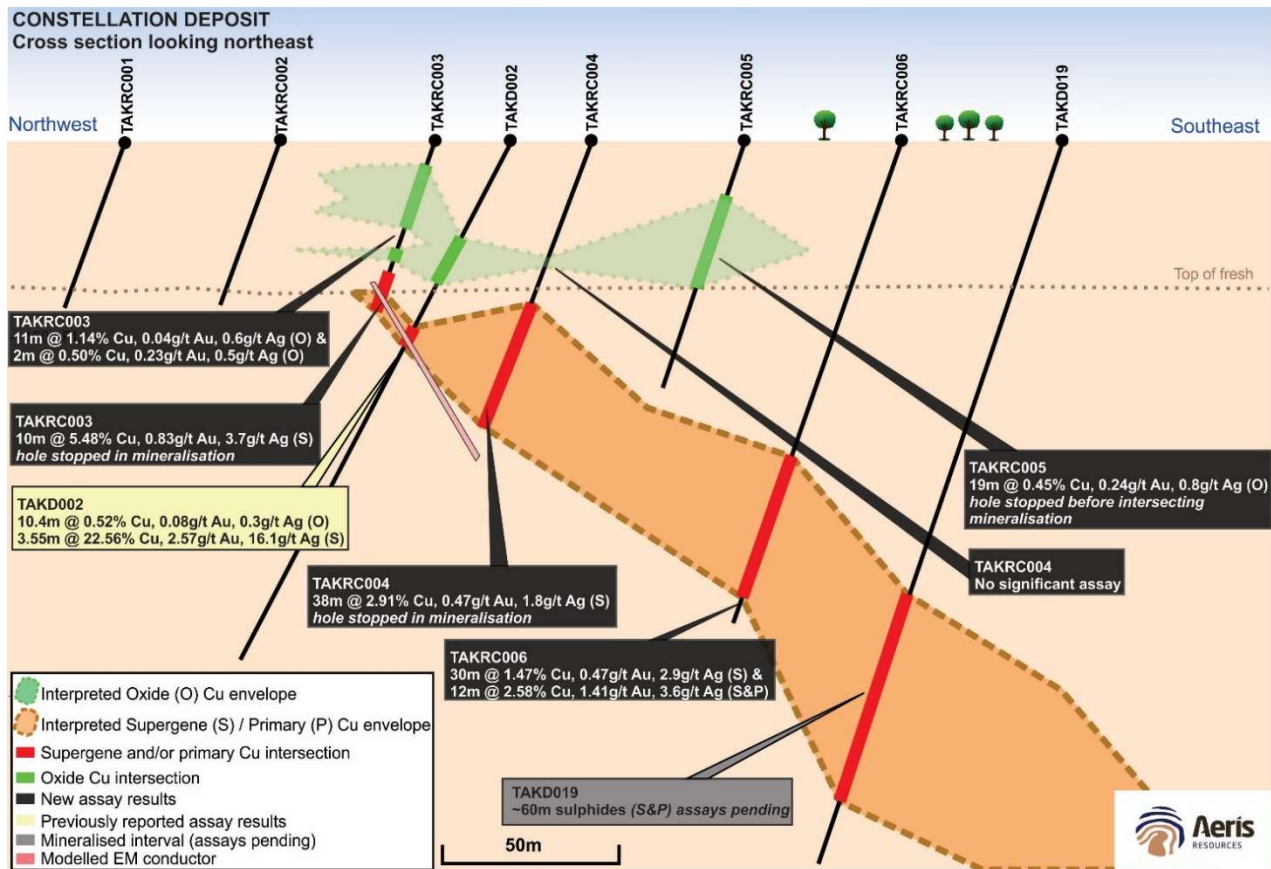 CONSTELLATION DEPOSIT
Cross section looking northeast
TAKRC001
TAKRC002
TAKRC003
TAKD002
TAKRC004
TAKRC005
TAKRC006
TAKD019
Northwest
Southeast
Top of fresh
TAKRC003
11m @ 1.14% Cu, 0.04g/t Au, 0.6g/t Ag (O) &
2m @ 0.50% Cu, 0.23g/t Au, 0.5g/t Ag (O)
TAKRC003
10m @ 5.48% Cu, 0.83g/t Au, 3.7g/t Ag (S)
hole stopped in mineralisation
TAKD002
10.4m @ 0.52% Cu, 0.08g/t Au, 0.3g/t Ag (O)
3.55m @ 22.56% Cu, 2.57g/t Au, 16.1g/t Ag (S)
TAKRC004
38m @ 2.91% Cu, 0.47g/t Au, 1.8g/t Ag (S)
hole stopped in mineralisation
TAKRC006
30m @ 1.47% Cu, 0.47g/t Au, 2.9g/t Ag (S) &
12m @ 2.58% Cu, 1.41g/t Au, 3.6g/t Ag (S&P)
TAKRC005
19m @ 0.45% Cu, 0.24g/t Au, 0.8g/t Ag (O)
hole stopped before intersecting
mineralisation
TAKRC004
No significant assay
TAKD019
~60m sulphides (S&P) assays pending
Interpreted Oxide (O) Cu envelope
Interpreted Supergene (S) / Primary (P) Cu envelope
Supergene and/or primary Cu intersection
Oxide Cu intersection
New assay results
Previously reported assay results
Mineralised interval (assays pending)
Modelled EM conductor
50m
Aeris
RESOURCES